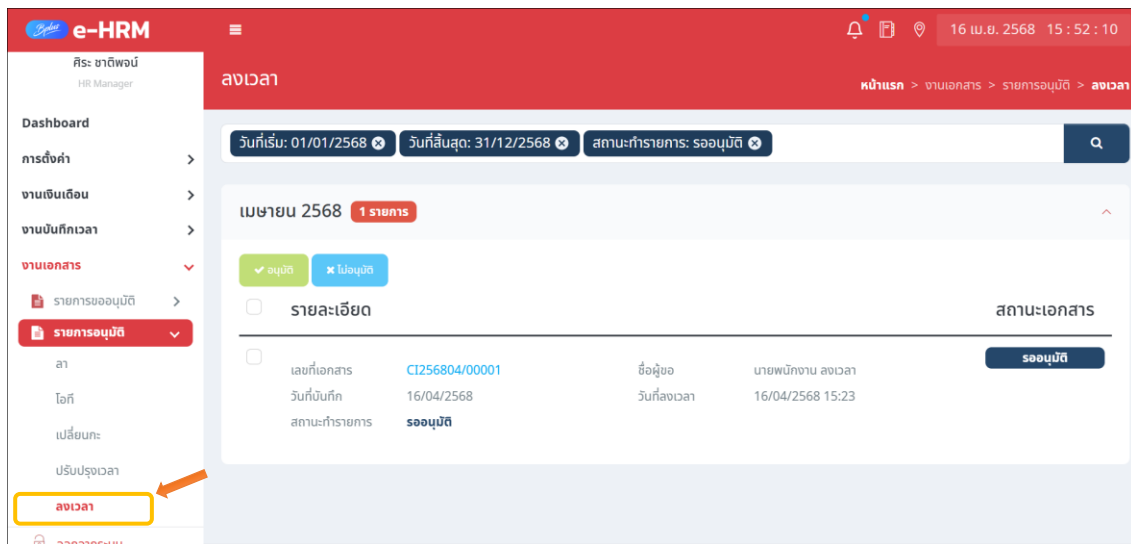 Bplus e-HRM
16 เม.ย. 2568 15 : 52 : 10
ศิระ ชาติพจน์
HR Manager
ลงเวลา
หน้าแรก > งานเอกสาร > รายการอนุมัติ > ลงเวลา
Dashboard
การตั้งค่า
งานเงินเดือน
งานบันทึกเวลา
งานเอกสาร
รายการขออนุมัติ
รายการอนุมัติ
ลา
โอที
เปลี่ยนกะ
ปรับปรุงเวลา
ลงเวลา
ออกจากระบบ
วันที่เริ่ม: 01/01/2568 วันที่สิ้นสุด: 31/12/2568 สถานะทำรายการ: รออนุมัติ
เมษายน 2568 1 รายการ
อนุมัติ ไม่อนุมัติ
รายละเอียด สถานะเอกสาร
รออนุมัติ
เลขที่เอกสาร CI256804/00001 ชื่อผู้ขอ นายพนักงาน ลงเวลา
วันที่บันทึก 16/04/2568 วันที่ลงเวลา 16/04/2568 15:23
สถานะทำรายการ รออนุมัติ